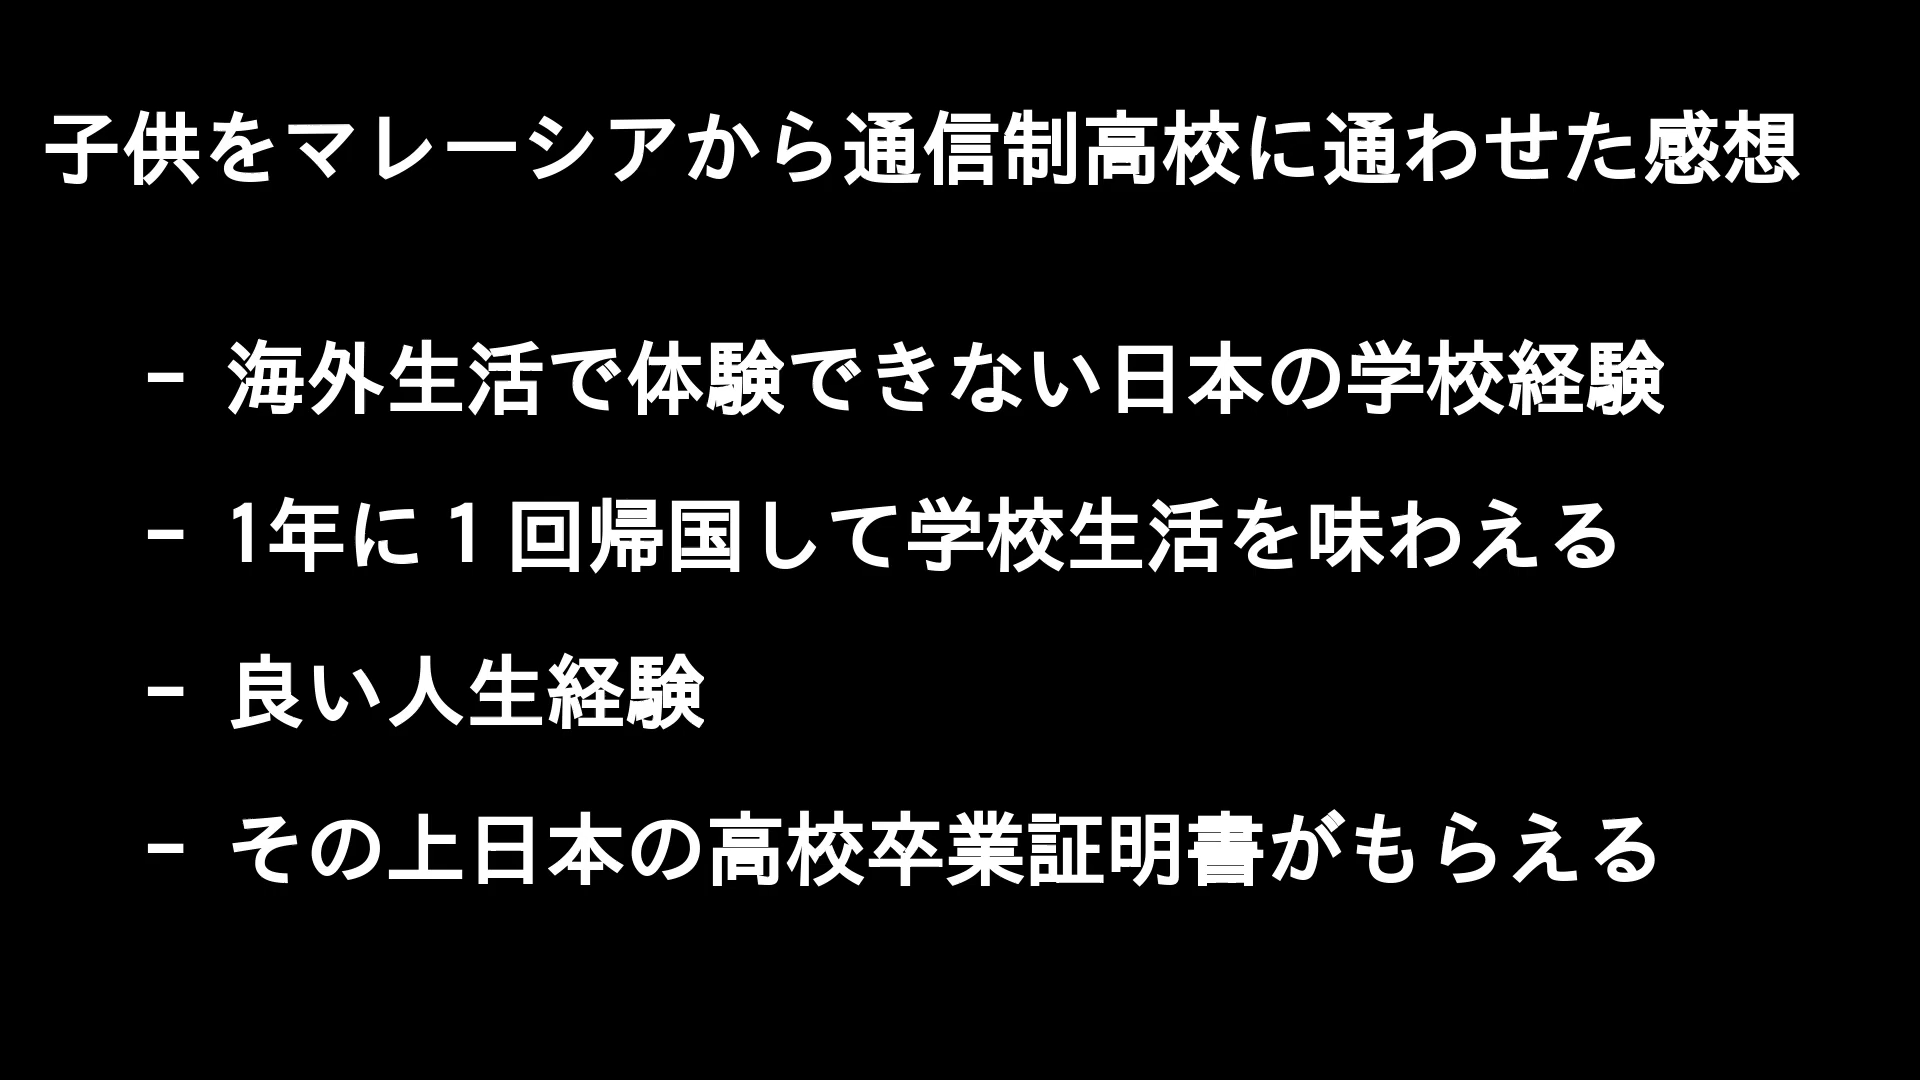 子供をマレーシアから通信制高校に通わせた感想
- 海外生活で体験できない日本の学校経験
- 1年に１回帰国して学校生活を味わえる
- 良い人生経験
- その上日本の高校卒業証明書がもらえる